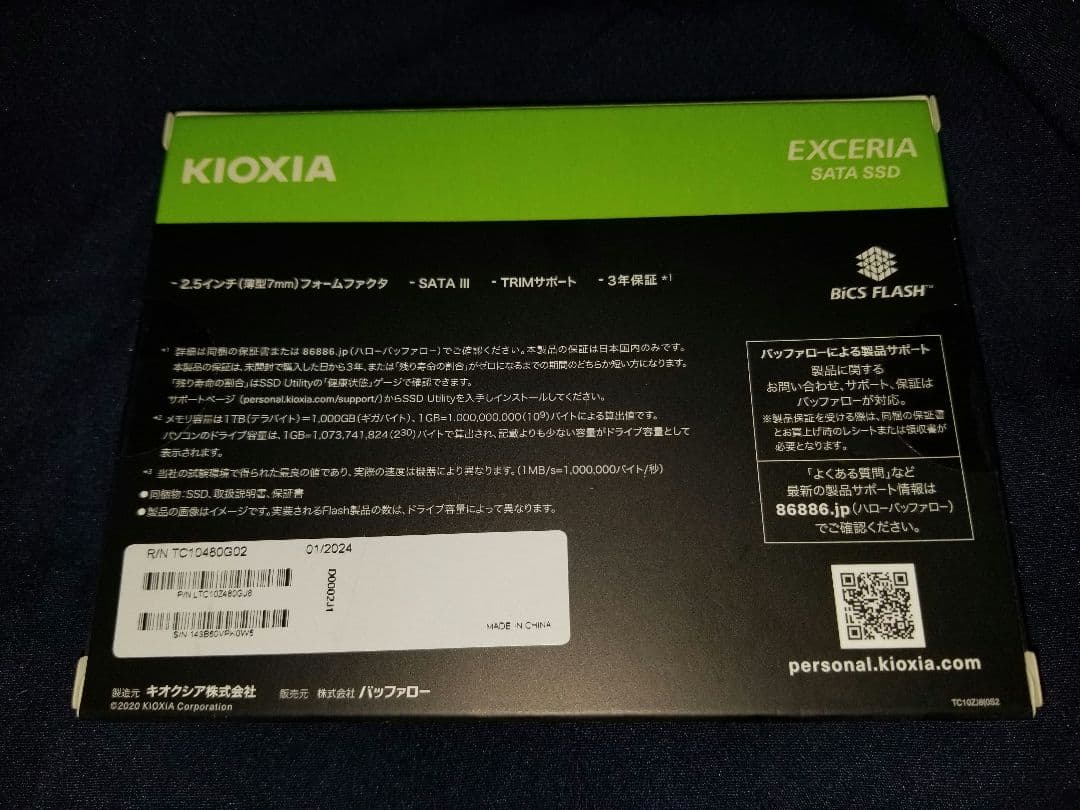 KIOXIA
EXCERIA
SATA SSD
- 2.5インチ(薄型7mm)フォームファクタ - SATA III - TRIMサポート - 3年保証 *1
BiCS FLASH™
*1 詳細は同梱の保証書または 86886.jp(ハローバッファロー)でご確認ください。本製品の保証は日本国内のみです。
本製品の保証は、未開封で購入した日から3年、または「残り寿命の割合」がゼロになるまでの期間のどちらか短い方になります。
「残り寿命の割合」はSSD Utilityの「健康状態」ゲージで確認できます。
サポートページ (personal.kioxia.com/support/)からSSD Utilityを入手しインストールしてください。
*2 メモリ容量は1TB(テラバイト)=1,000GB(ギガバイト)、1GB=1,000,000,000(10⁹)バイトによる算出値です。
パソコンのドライブ容量は、1GB=1,073,741,824(2³⁰)バイトで算出され、記載よりも少ない容量がドライブ容量として
表示されます。
*3 当社の試験環境で得られた最良の値であり、実際の速度は機器により異なります。(1MB/s=1,000,000バイト/秒)
●同梱物:SSD、取扱説明書、保証書
●製品の画像はイメージです。実装されるFlash製品の数は、ドライブ容量によって異なります。
バッファローによる製品サポート
製品に関する
お問い合わせ、サポート、保証は
バッファローが対応。
※製品保証を受ける際は、同梱の保証書
とお買上げ時のレシートまたは領収書が
必要となります。
「よくある質問」など
最新の製品サポート情報は
86886.jp(ハローバッファロー)
でご確認ください。
R/N TC10480G02
01/2024
P/N LTC10Z480GJ8
D0002J1
MADE IN CHINA
personal.kioxia.com
製造元 キオクシア株式会社 販売元 株式会社 バッファロー
©2020 KIOXIA Corporation